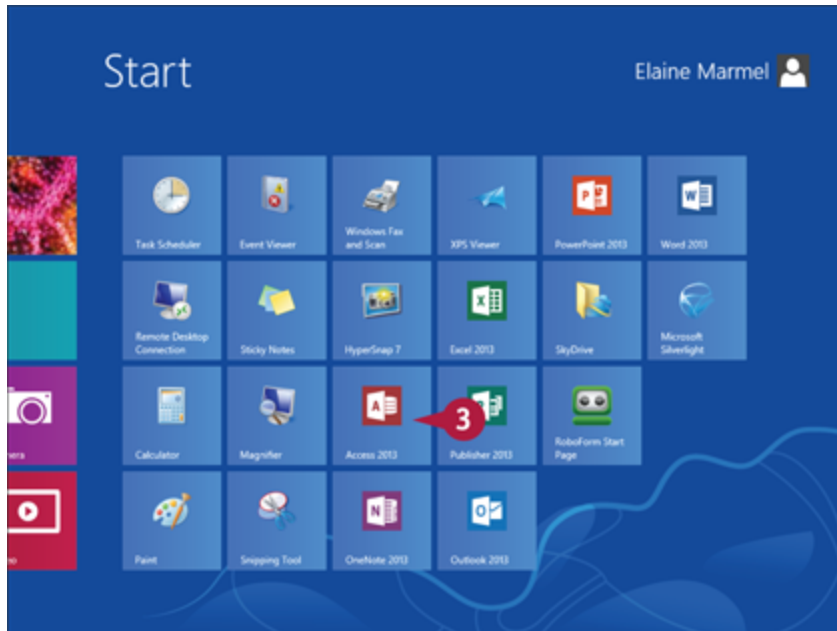 Start
Elaine Marmel
Task Scheduler
Event Viewer
Windows Fax
and Scan
XPS Viewer
PowerPoint 2013
Word 2013
Remote Desktop
Connection
Sticky Notes
HyperSnap 7
Excel 2013
SkyDrive
Microsoft
Silverlight
mera
Calculator
Magnifier
Access 2013
3
Publisher 2013
RoboForm Start
Page
eo
Paint
Snipping Tool
OneNote 2013
Outlook 2013